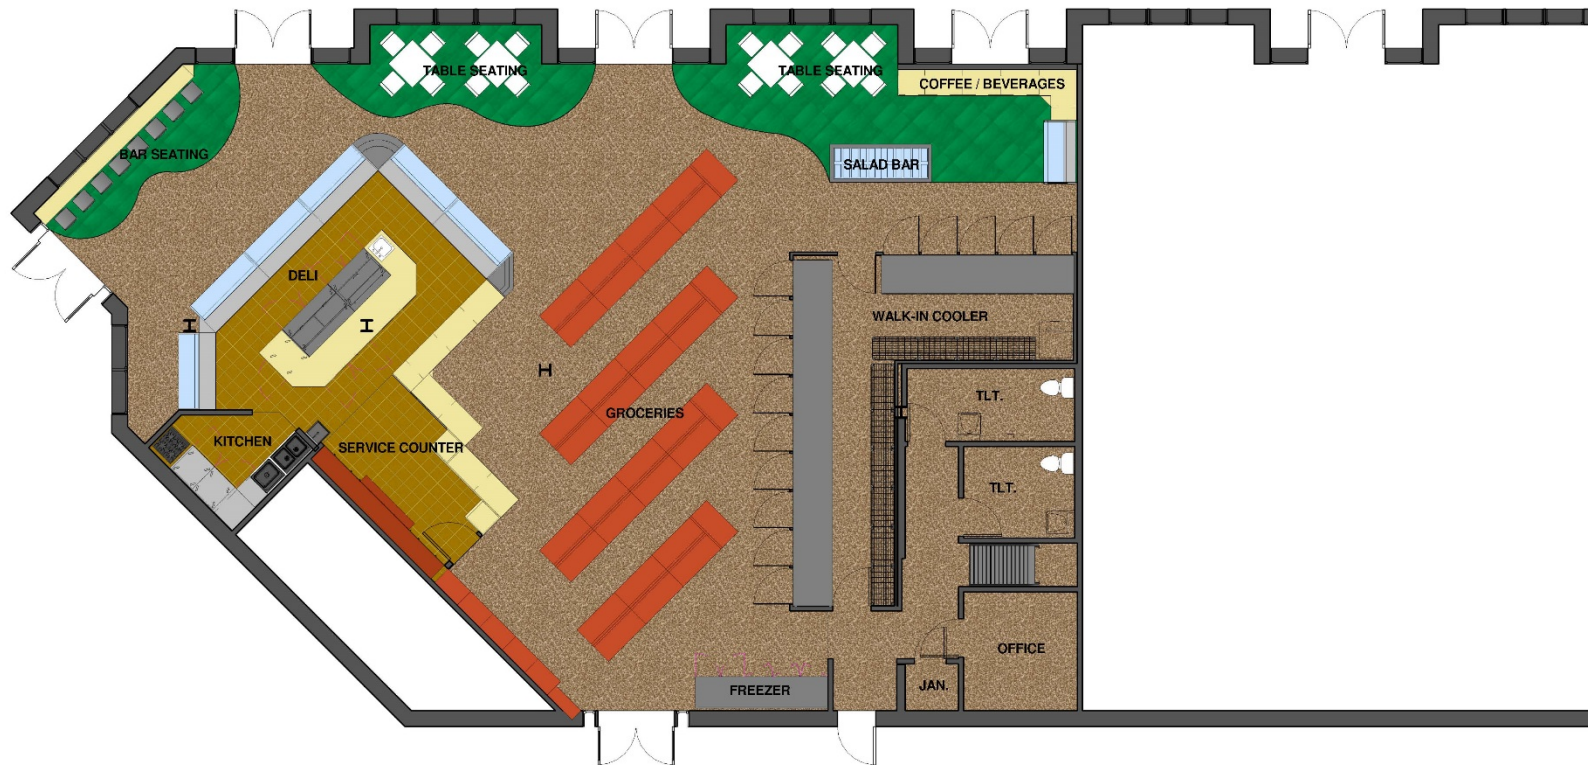 TABLE SEATING
TABLE SEATING
COFFEE / BEVERAGES
BAR SEATING
SALAD BAR
DELI
WALK-IN COOLER
TLT.
GROCERIES
KITCHEN
SERVICE COUNTER
TLT.
OFFICE
JAN.
FREEZER